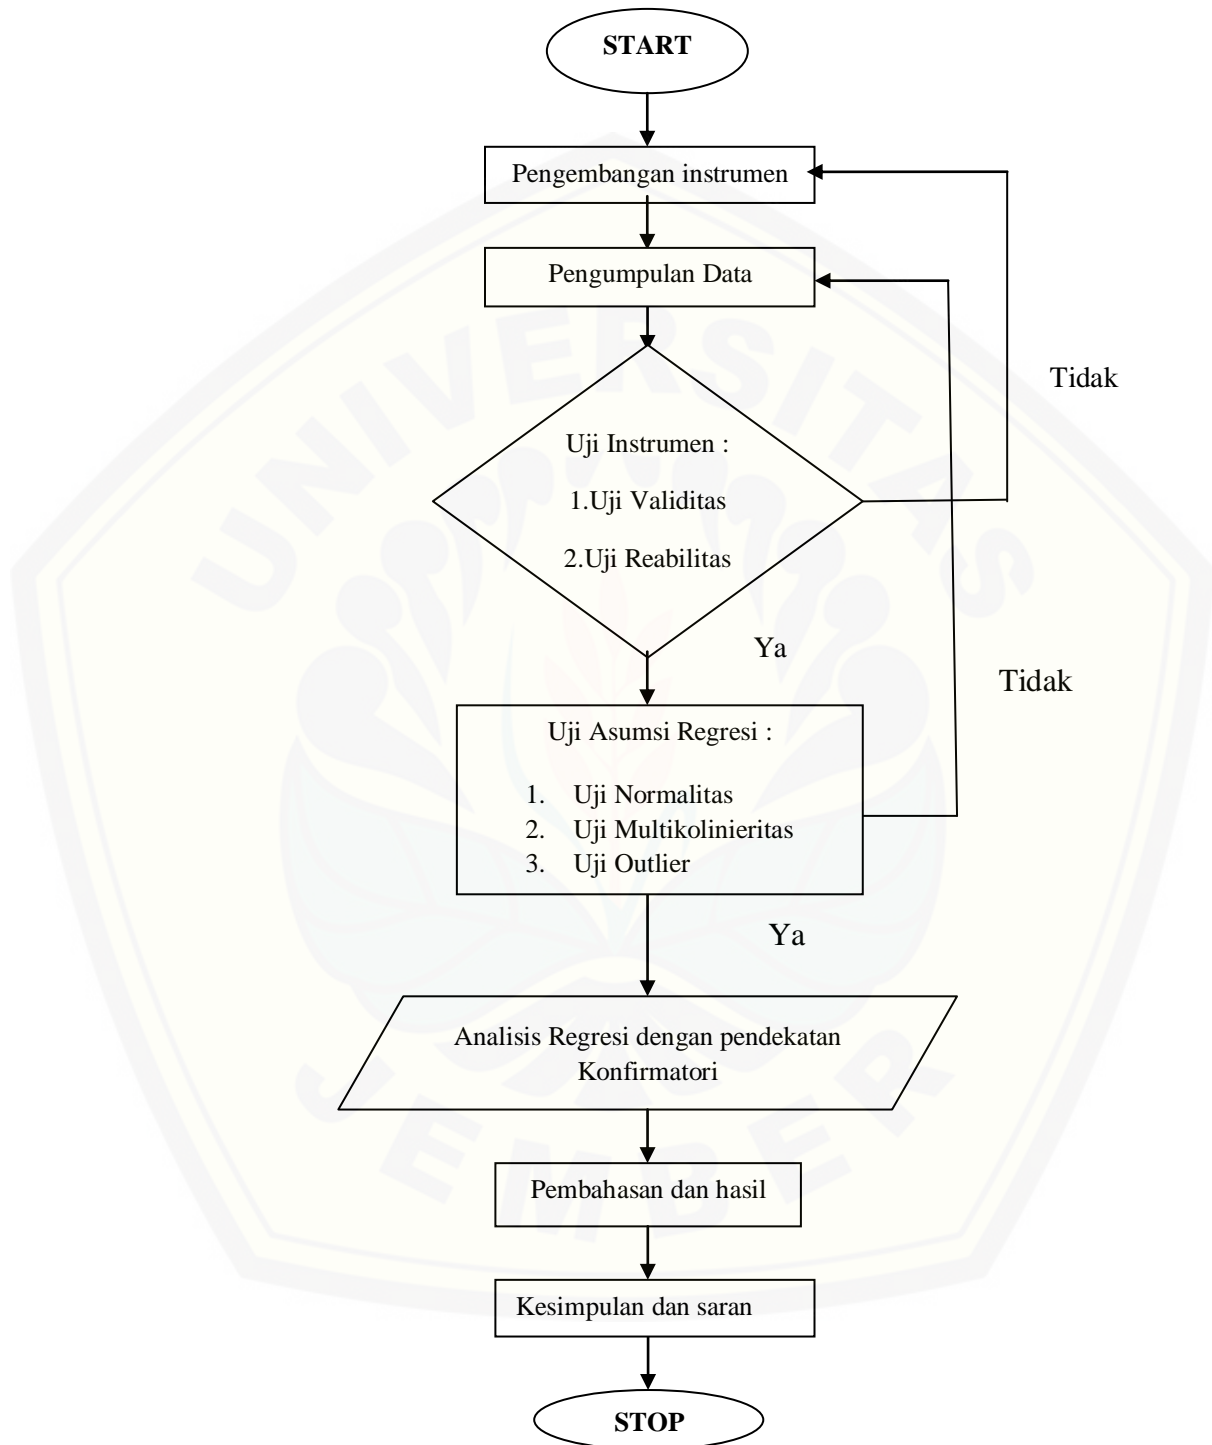 START
Pengembangan instrumen
Pengumpulan Data
Tidak
Uji Instrumen :
1.Uji Validitas
2.Uji Reabilitas
Ya
Tidak
Uji Asumsi Regresi :
1. Uji Normalitas
2. Uji Multikolinieritas
3. Uji Outlier
Ya
Analisis Regresi dengan pendekatan
Konfirmatori
Pembahasan dan hasil
Kesimpulan dan saran
STOP
UNIVERSITAS
JEMBER